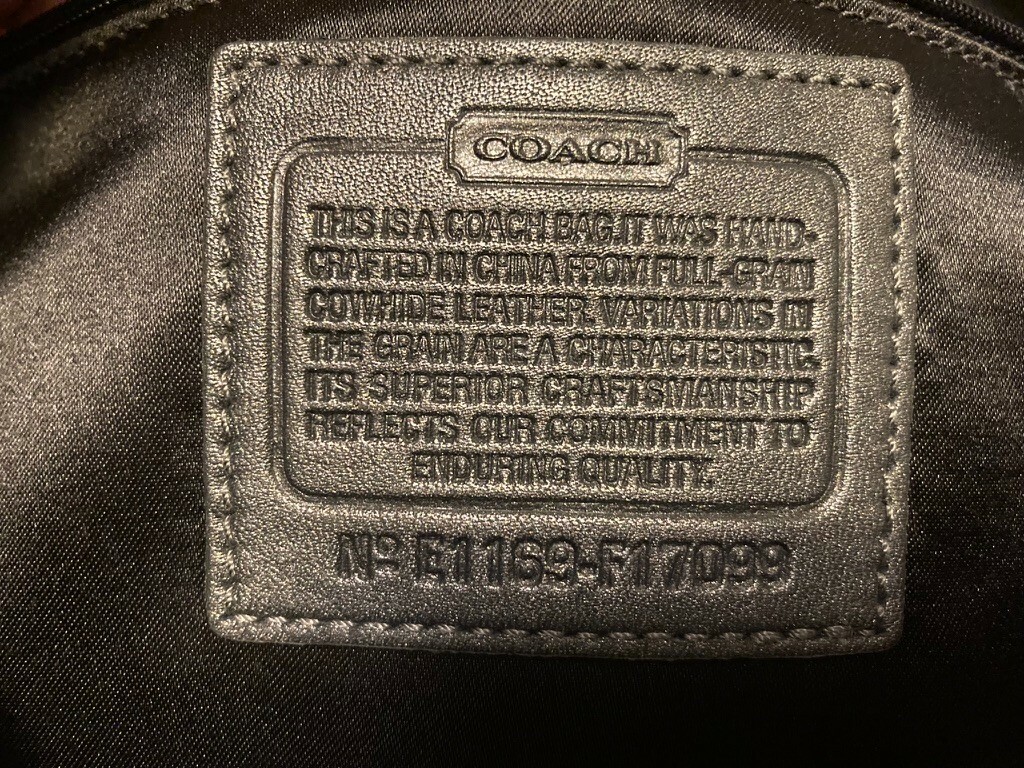 COACH
THIS IS A COACH BAG. IT WAS HAND-
CRAFTED IN CHINA FROM FULL-GRAIN
COWHIDE LEATHER. VARIATIONS IN
THE GRAIN ARE A CHARACTERISTIC.
ITS SUPERIOR CRAFTSMANSHIP
REFLECTS OUR COMMITMENT TO
ENDURING QUALITY.
Nº E1169-F17099